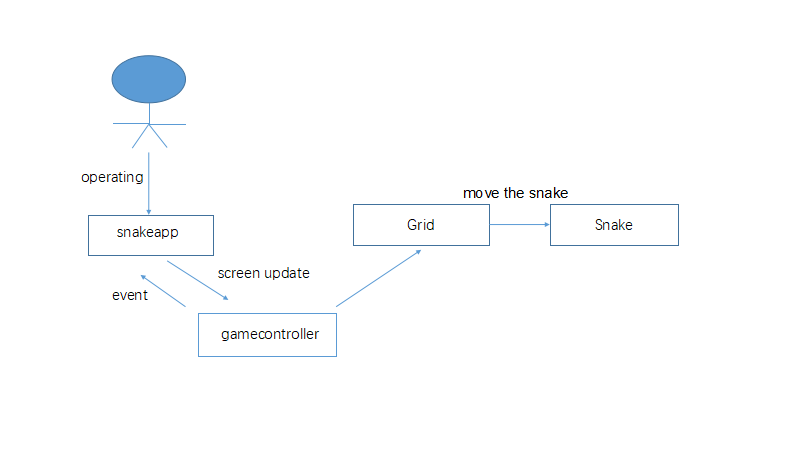 operating
snakeapp
screen update
event
gamecontroller
move the snake
Grid
Snake